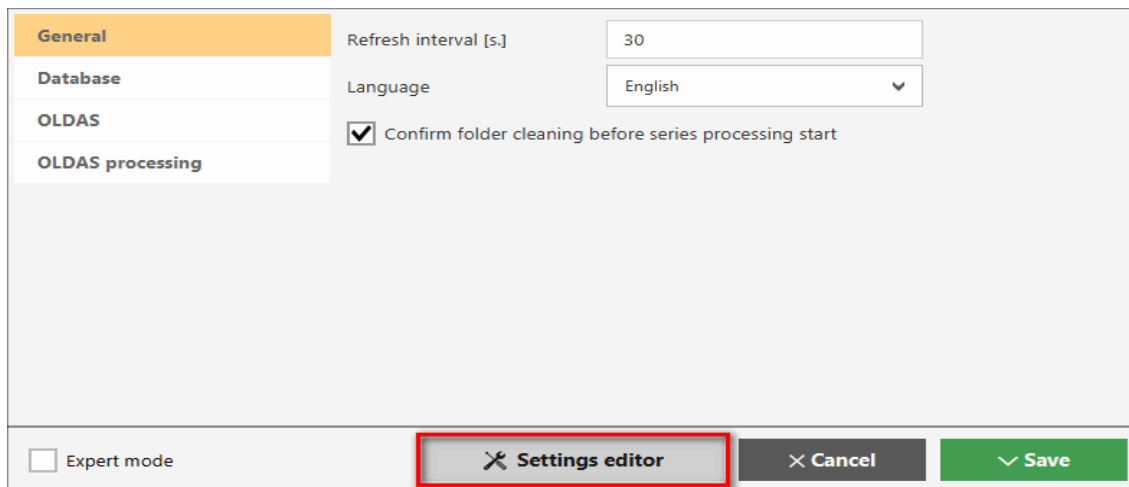 General
Database
OLDAS
OLDAS processing
Refresh interval [s.] 30
Language English
Confirm folder cleaning before series processing start
Expert mode Settings editor Cancel Save